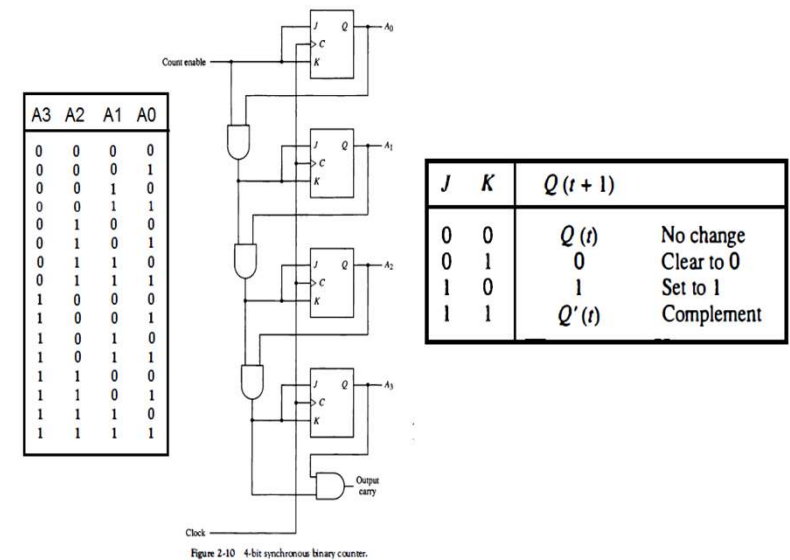 A3 A2 A1 A0
0 0 0 0
0 0 0 1
0 0 1 0
0 0 1 1
0 1 0 0
0 1 0 1
0 1 1 0
0 1 1 1
1 0 0 0
1 0 0 1
1 0 1 0
1 0 1 1
1 1 0 0
1 1 0 1
1 1 1 0
1 1 1 1
Count enable
J Q A0
C
K
J Q A1
C
K
J Q A2
C
K
J Q A3
C
K
Output
carry
Clock
Figure 2-10 4-bit synchronous binary counter.
J K Q (t + 1)
0 0 Q (t) No change
0 1 0 Clear to 0
1 0 1 Set to 1
1 1 Q' (t) Complement